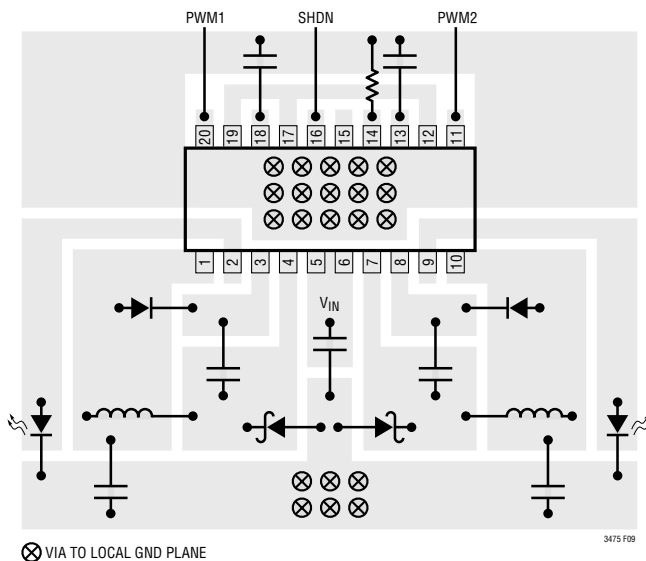 PWM1 SHDN PWM2
20 19 18 17 16 15 14 13 12 11
1 2 3 4 5 6 7 8 9 10
VIN
3475 F09
VIA TO LOCAL GND PLANE